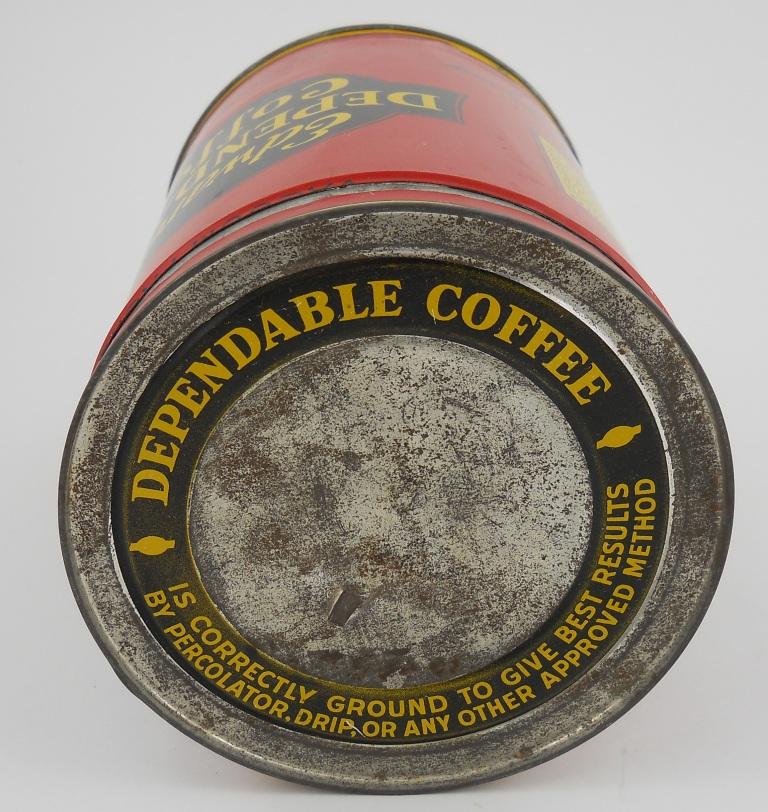 DEPENDABLE COFFEE
IS CORRECTLY GROUND TO GIVE BEST RESULTS
BY PERCOLATOR, DRIP, OR ANY OTHER APPROVED METHOD